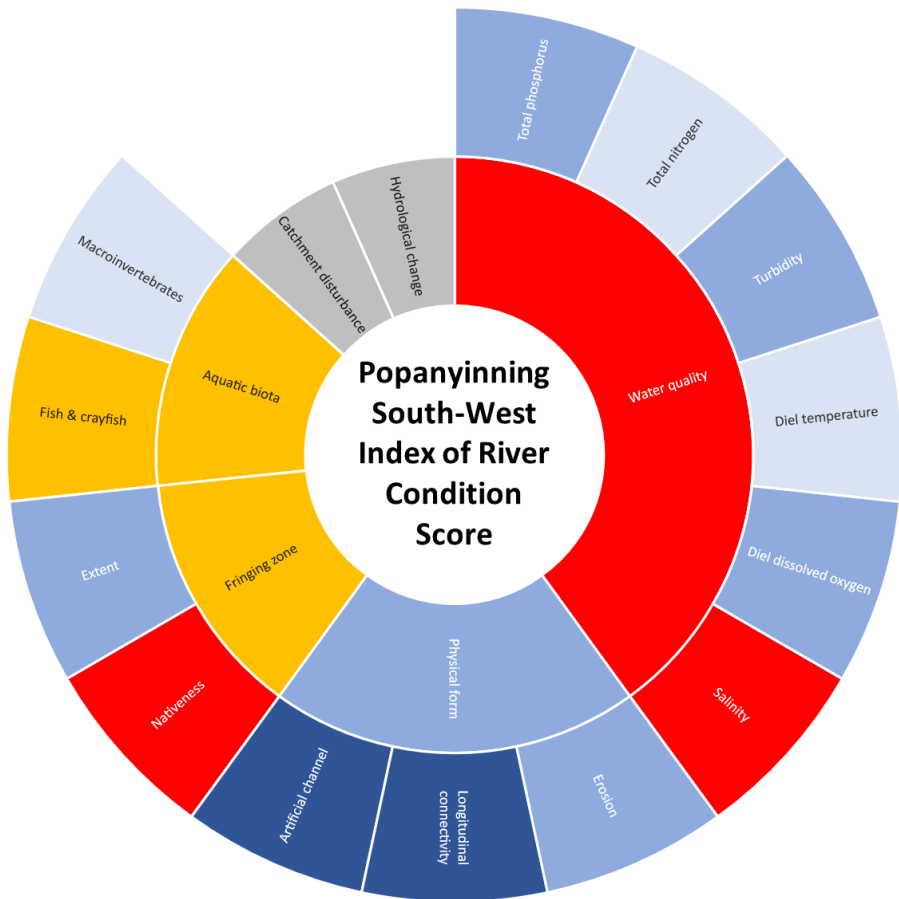 Popanyinning
South-West
Index of River
Condition
Score
Total phosphorus
Total nitrogen
Turbidity
Diel temperature
Diel dissolved oxygen
Salinity
Erosion
Longitudinal
connectivity
Artificial channel
Nativeness
Extent
Fish & crayfish
Macroinvertebrates
Water quality
Physical form
Fringing zone
Aquatic biota
Catchment disturbance
Hydrological change